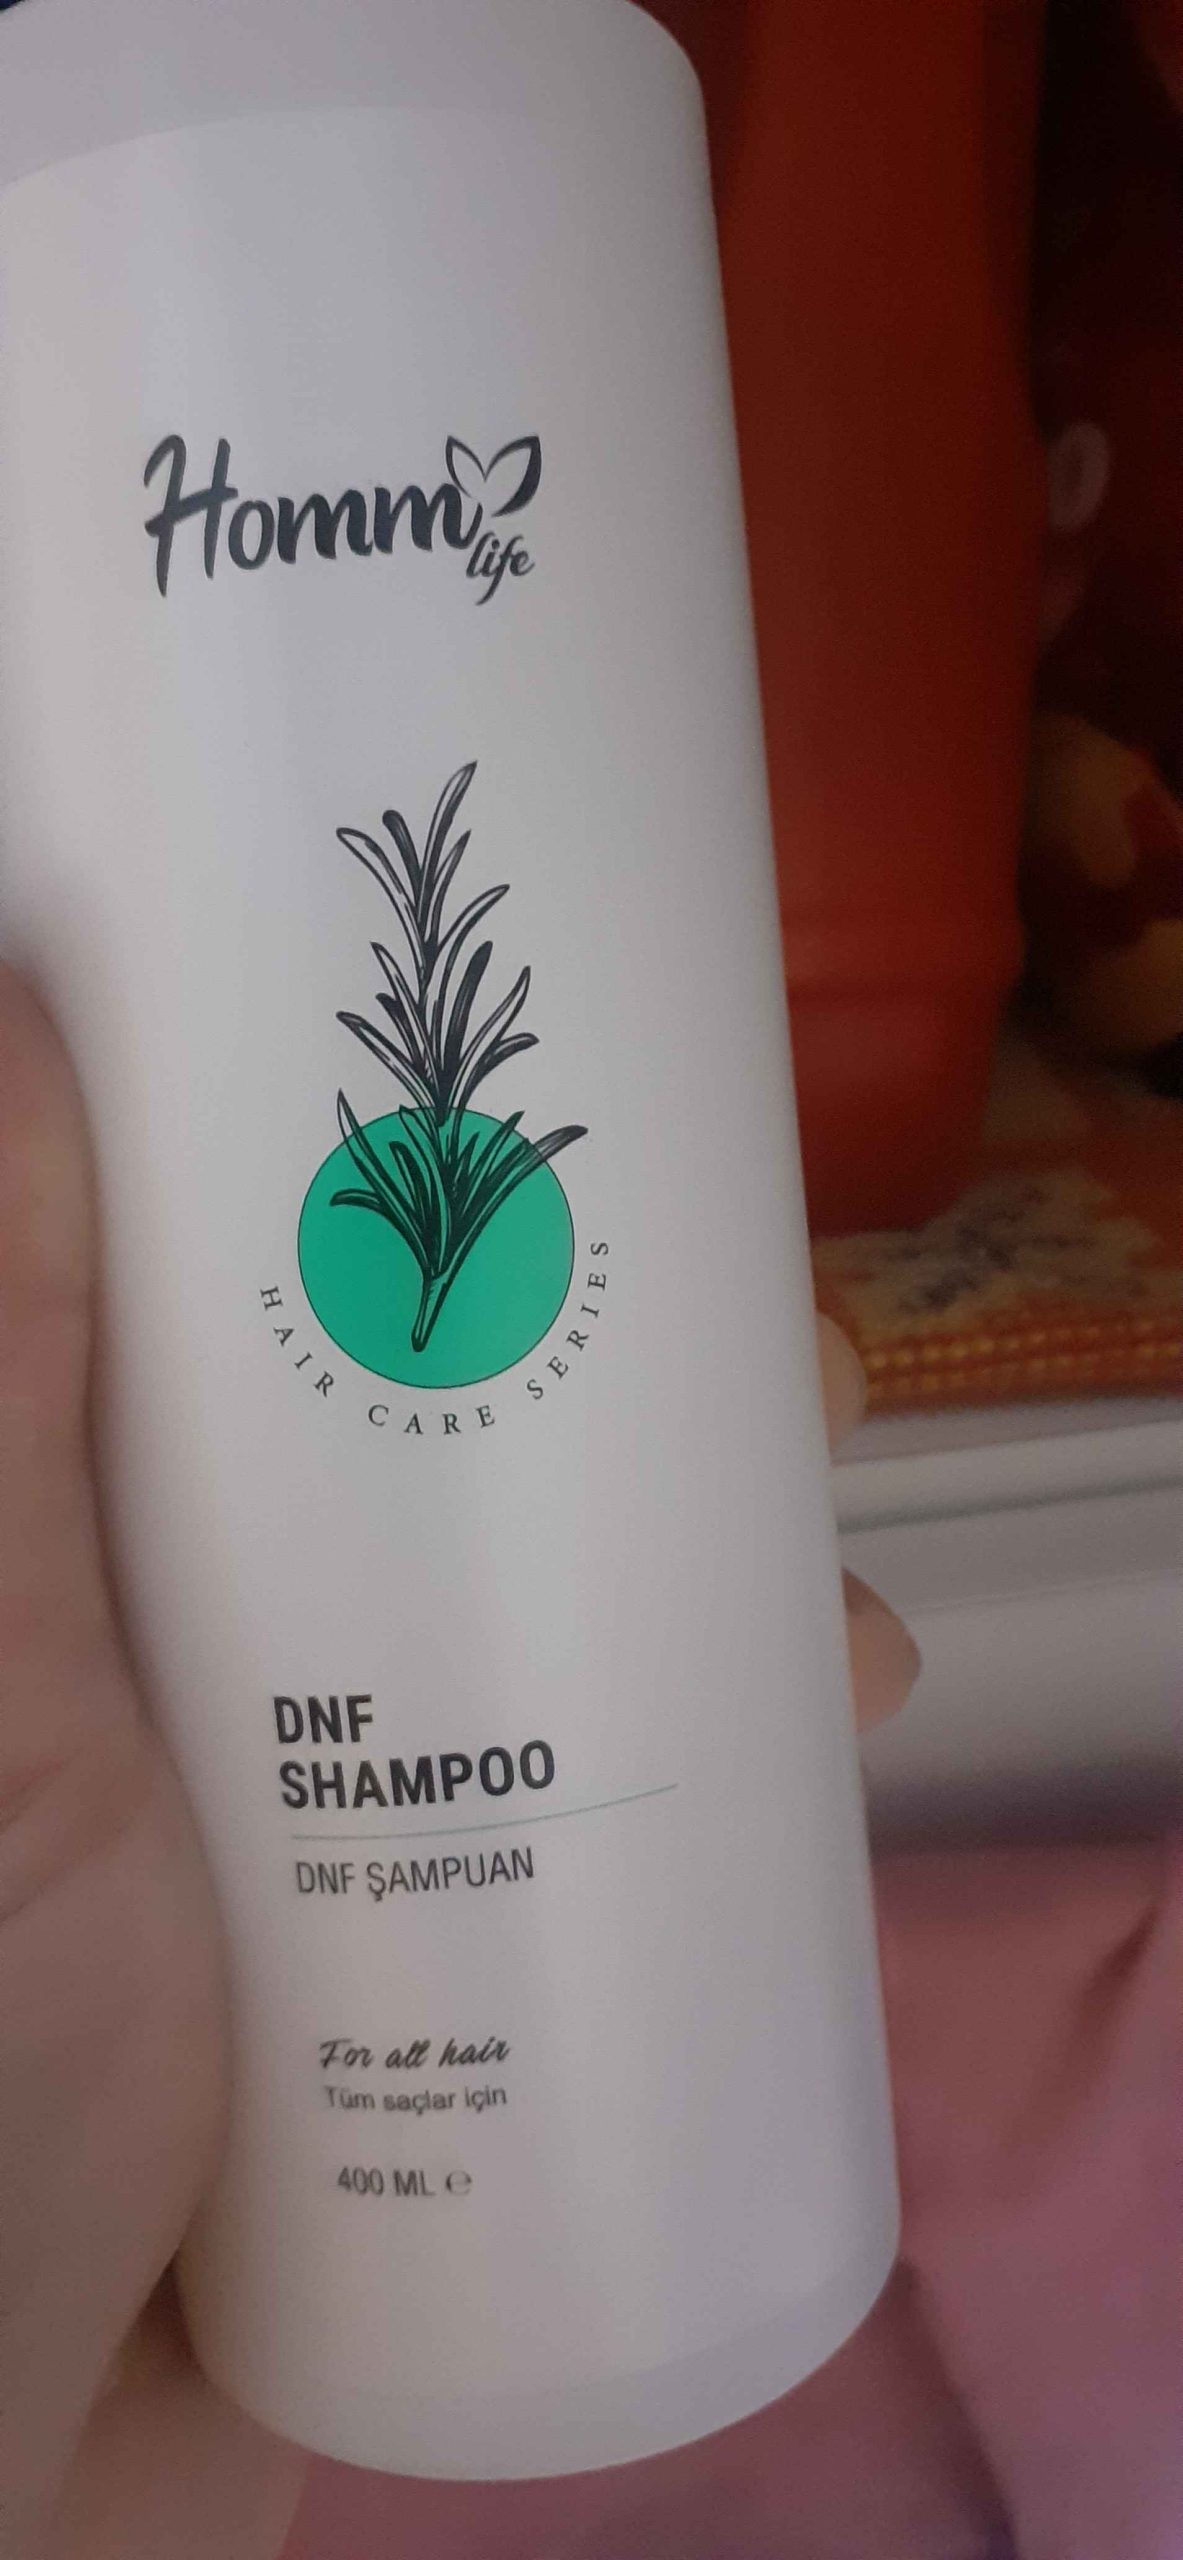 Homm life
HAIR CARE SERIES
DNF
SHAMPOO
DNF ŞAMPUAN
For all hair
Tüm saçlar için
400 ML ℮